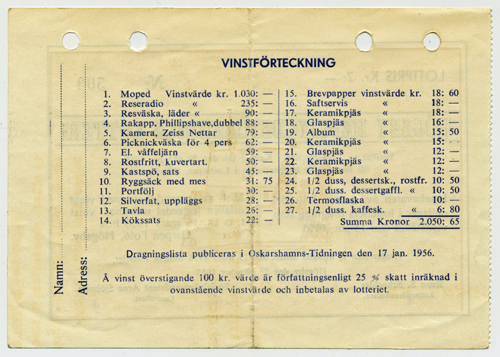 VINSTFÖRTECKNING
1. Moped Vinstvärde kr. 1.030: —
2. Reseradio « 235: —
3. Resväska, läder « 90: —
4. Rakapp. Phillipshave, dubbel 88: —
5. Kamera, Zeiss Nettar 79: —
6. Picknickväska för 4 pers 62: —
7. El. våffeljärn 59: —
8. Rostfritt, kuvertart. 50: —
9. Kastspö, sats 45: —
10. Ryggsäck med mes 31: 75
11. Portfölj 30: —
12. Silverfat, uppläggs 28: —
13. Tavla 26: —
14. Kökssats 22: —
15. Brevpapper vinstvärde kr. 18: 60
16. Saftservis « 18: —
17. Keramikpjäs « 18: —
18. Glaspjäs « 16: —
19. Album « 15: 50
20. Keramikpjäs « 15: —
21. Glaspjäs « 12: —
22. Keramikpjäs « 12: —
23. Glaspjäs « 12: —
24. 1/2 duss. dessertsk., rostfr. 10: 50
25. 1/2 duss. dessertgaffl. « 10: 50
26. Termosflaska « 10: —
27. 1/2 duss. kaffesk. « 6: 80
Summa Kronor 2.050: 65
Dragningslista publiceras i Oskarshamns-Tidningen den 17 jan. 1956.
Å vinst överstigande 100 kr. värde är författningsenligt 25 % skatt inräknad i
ovanstående vinstvärde och inbetalas av lotteriet.
Namn:
Adress: